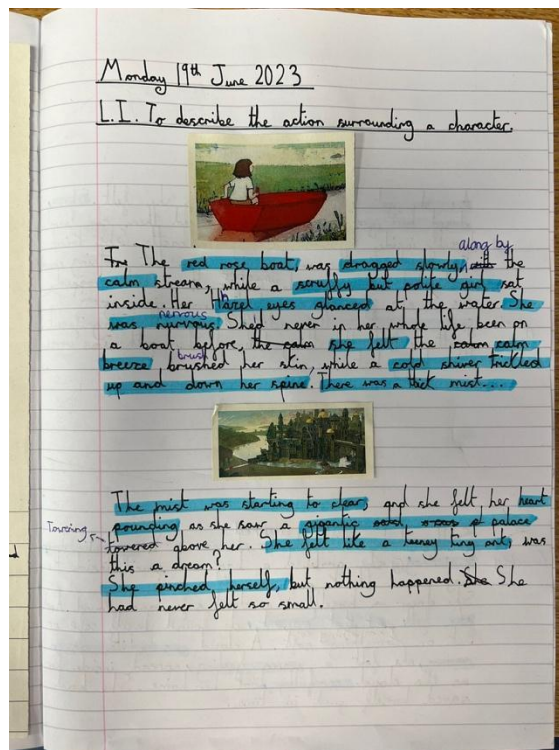 Monday 19th June 2023
L.I. To describe the action surrounding a character.
The red rose boat, was dragged slowly, along by the
calm stream, while a scruffy but polite girl sat
inside. Her Hazel eyes glanced at the water. She
nervous
was nurvous. Shed never in her whole life been on
a boat before, the calm she felt the calm calm
brush
breeze brushed her skin, while a cold shiver trickled
up and down her spine. There was a thick mist...
The mist was starting to clear, and she felt her heart
pounding as she saw a gigantic palace
Towering
towered above her. She felt like a teeney ting ant, was
this a dream?
She pinched herself, but nothing happened. She She
had never felt so small.